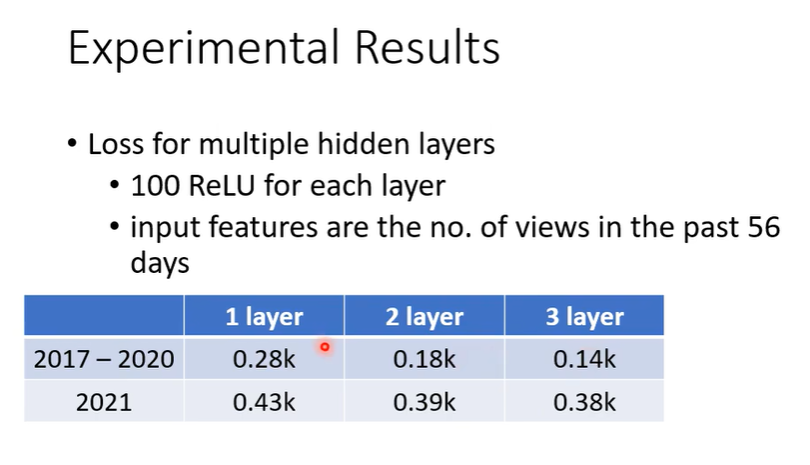 Experimental Results
• Loss for multiple hidden layers
• 100 ReLU for each layer
• input features are the no. of views in the past 56
days
1 layer 2 layer 3 layer
2017 – 2020 0.28k 0.18k 0.14k
2021 0.43k 0.39k 0.38k